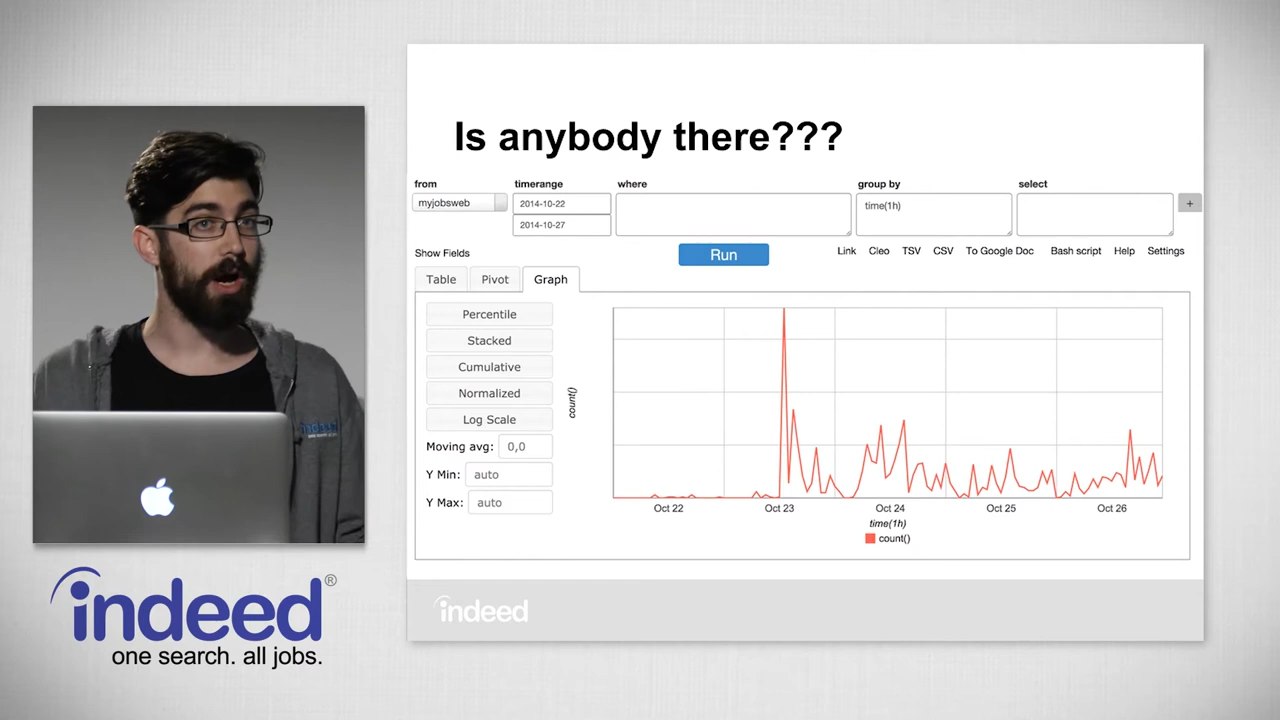 Is anybody there???
from
timerange
where
group by
select
myjobsweb
2014-10-22
2014-10-27
time(1h)
+
Show Fields
Run
Link Cleo TSV CSV To Google Doc Bash script Help Settings
Table Pivot Graph
Percentile
Stacked
Cumulative
Normalized
Log Scale
Moving avg: 0,0
Y Min: auto
Y Max: auto
count()
Oct 22 Oct 23 Oct 24 Oct 25 Oct 26
time(1h)
count()
indeed
indeed
indeed®
one search. all jobs.